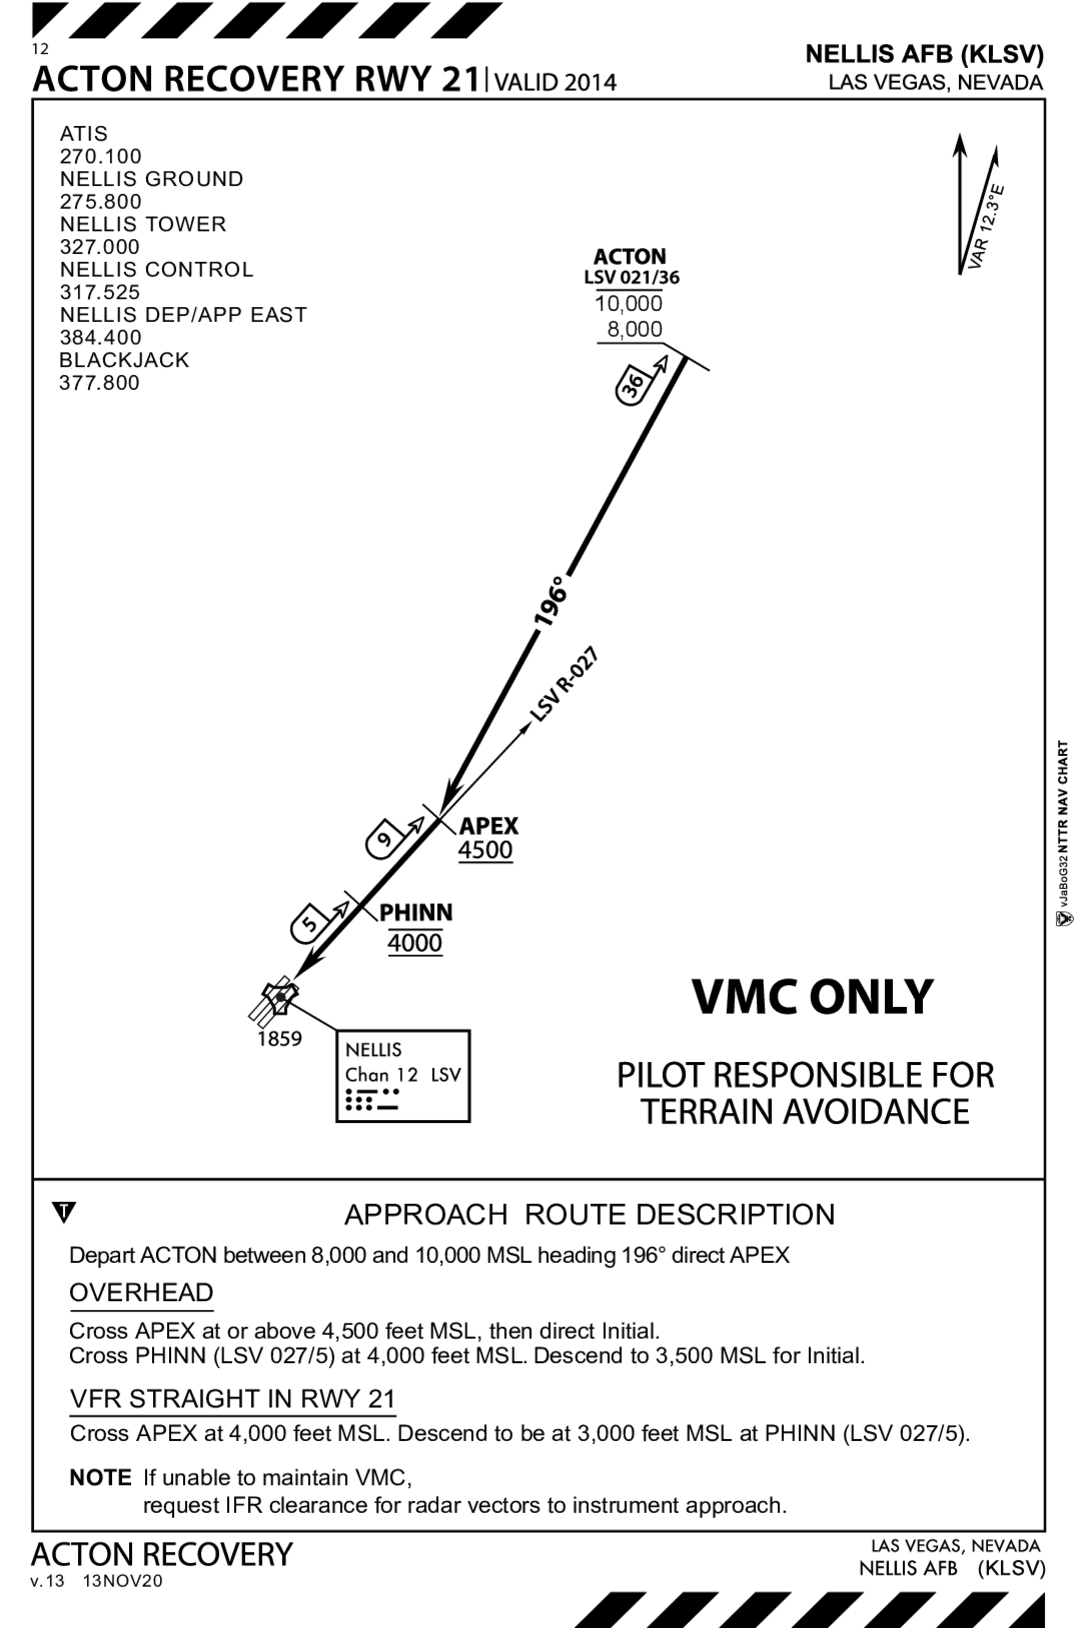 12
NELLIS AFB (KLSV)
ACTON RECOVERY RWY 21|VALID 2014
LAS VEGAS, NEVADA
ATIS
270.100
NELLIS GROUND
275.800
NELLIS TOWER
327.000
NELLIS CONTROL
317.525
NELLIS DEP/APP EAST
384.400
BLACKJACK
377.800
VAR 12.3°E
ACTON
LSV 021/36
10,000
8,000
36
196°
LSV R-027
9
APEX
4500
5
PHINN
4000
1859
NELLIS
Chan 12 LSV
VMC ONLY
PILOT RESPONSIBLE FOR
TERRAIN AVOIDANCE
vJaBoG32 NTTR NAV CHART
T
APPROACH ROUTE DESCRIPTION
Depart ACTON between 8,000 and 10,000 MSL heading 196° direct APEX
OVERHEAD
Cross APEX at or above 4,500 feet MSL, then direct Initial.
Cross PHINN (LSV 027/5) at 4,000 feet MSL. Descend to 3,500 MSL for Initial.
VFR STRAIGHT IN RWY 21
Cross APEX at 4,000 feet MSL. Descend to be at 3,000 feet MSL at PHINN (LSV 027/5).
NOTE If unable to maintain VMC,
request IFR clearance for radar vectors to instrument approach.
ACTON RECOVERY
v.13 13NOV20
LAS VEGAS, NEVADA
NELLIS AFB (KLSV)